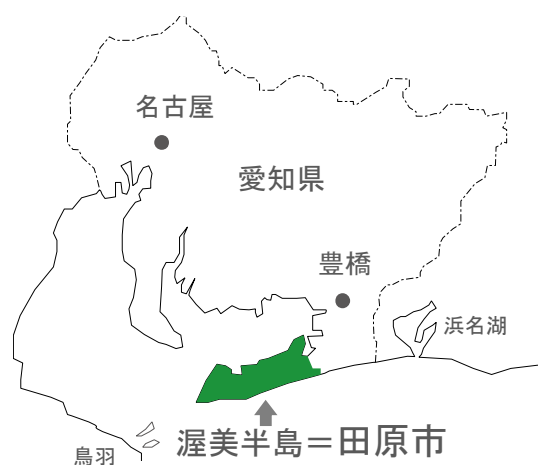 名古屋
愛知県
豊橋
浜名湖
渥美半島＝田原市
鳥羽